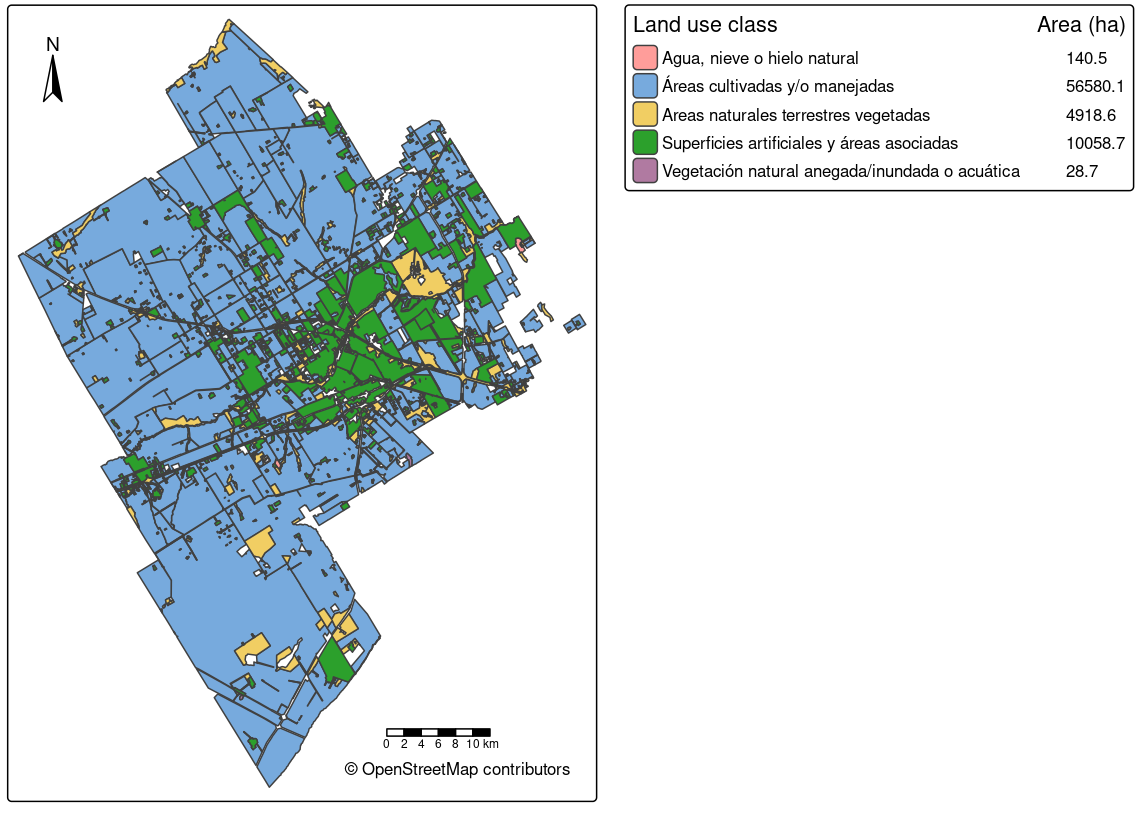 N
0 2 4 6 8 10 km
© OpenStreetMap contributors
Land use class Area (ha)
Agua, nieve o hielo natural 140.5
Áreas cultivadas y/o manejadas 56580.1
Areas naturales terrestres vegetadas 4918.6
Superficies artificiales y áreas asociadas 10058.7
Vegetación natural anegada/inundada o acuática 28.7